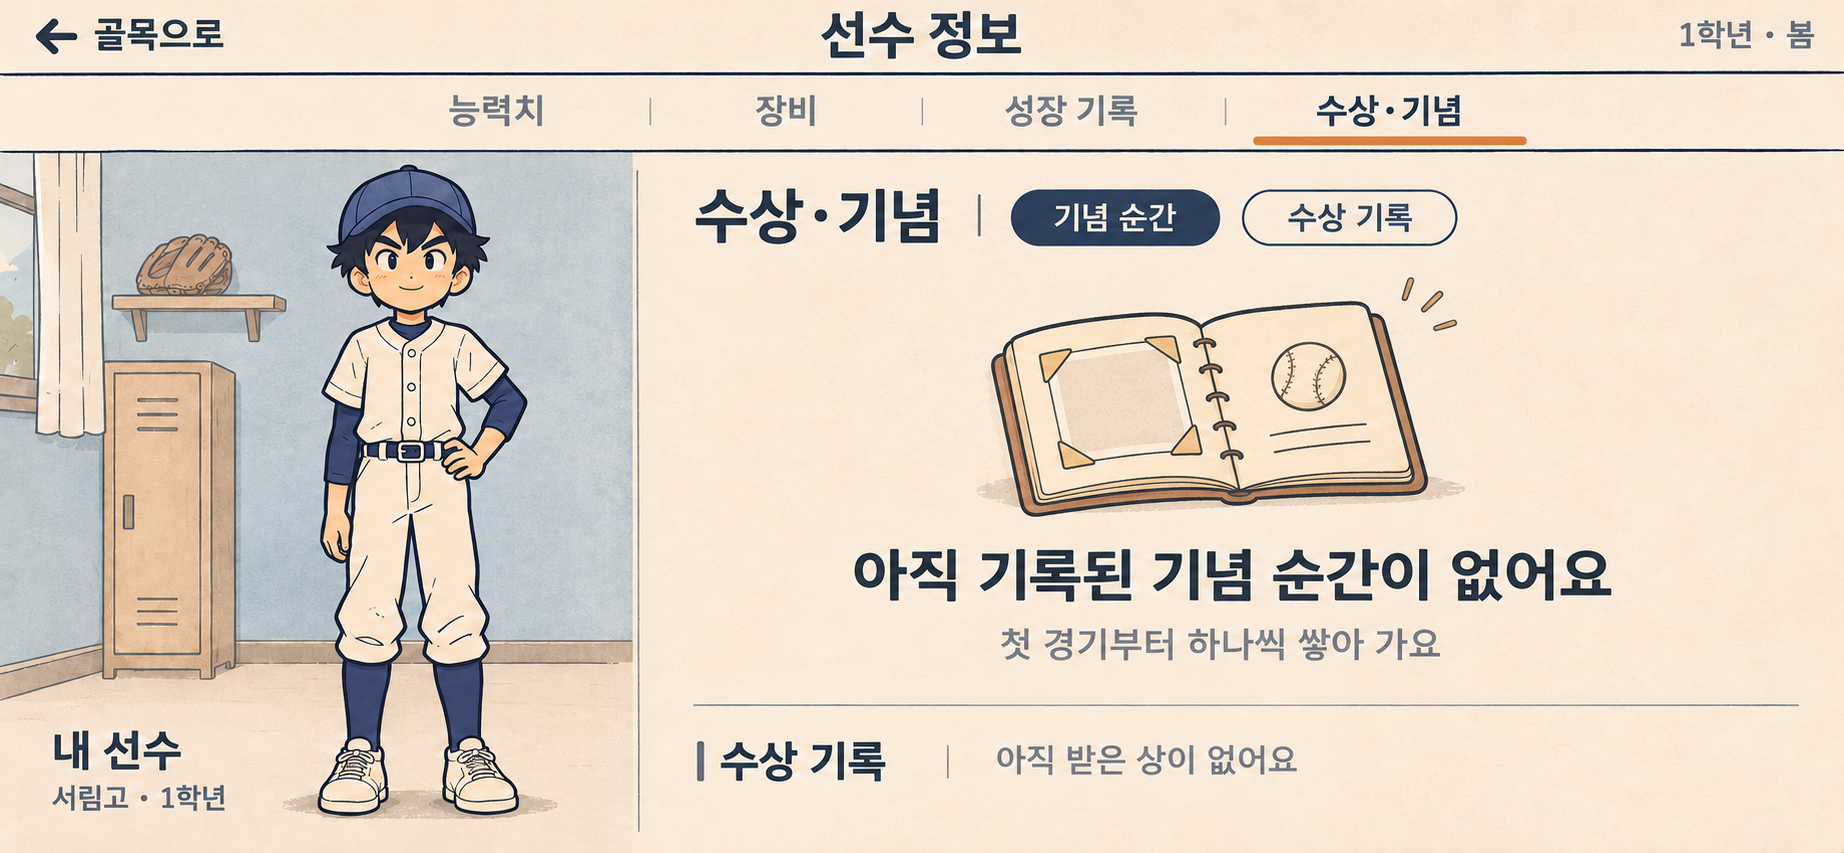 골목으로
선수 정보
1학년 • 봄
능력치
장비
성장 기록
수상·기념
수상·기념
기념 순간
수상 기록
아직 기록된 기념 순간이 없어요
첫 경기부터 하나씩 쌓아 가요
수상 기록
아직 받은 상이 없어요
내 선수
서림고 • 1학년